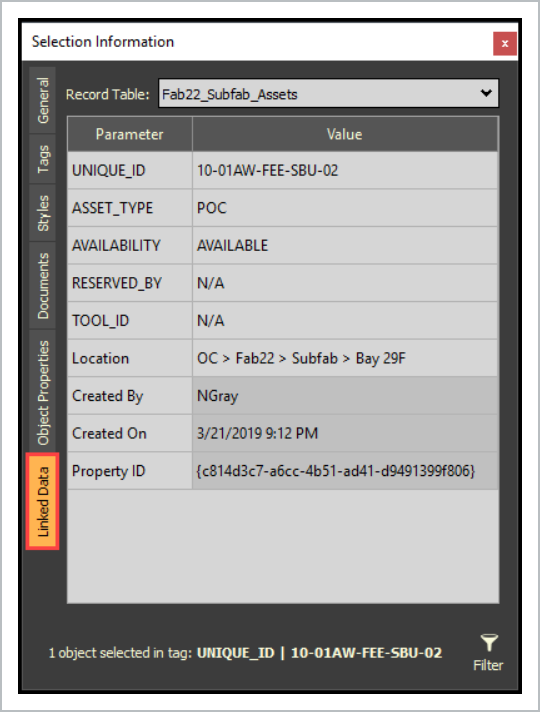 Selection Information
x
General
Tags
Styles
Documents
Object Properties
Linked Data
Record Table: Fab22_Subfab_Assets
Parameter Value
UNIQUE_ID 10-01AW-FEE-SBU-02
ASSET_TYPE POC
AVAILABILITY AVAILABLE
RESERVED_BY N/A
TOOL_ID N/A
Location OC > Fab22 > Subfab > Bay 29F
Created By NGray
Created On 3/21/2019 9:12 PM
Property ID {c814d3c7-a6cc-4b51-ad41-d9491399f806}
1 object selected in tag: UNIQUE_ID | 10-01AW-FEE-SBU-02
Filter